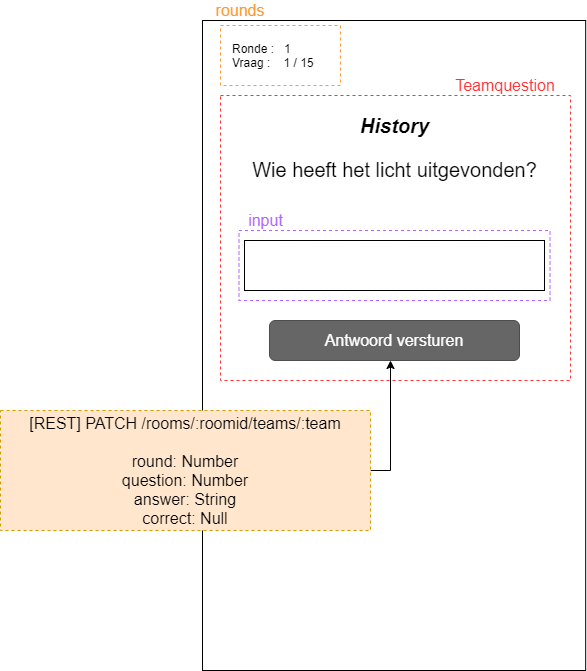 rounds
Ronde : 1
Vraag : 1 / 15
Teamquestion
History
Wie heeft het licht uitgevonden?
input
Antwoord versturen
[REST] PATCH /rooms/:roomid/teams/:team
round: Number
question: Number
answer: String
correct: Null